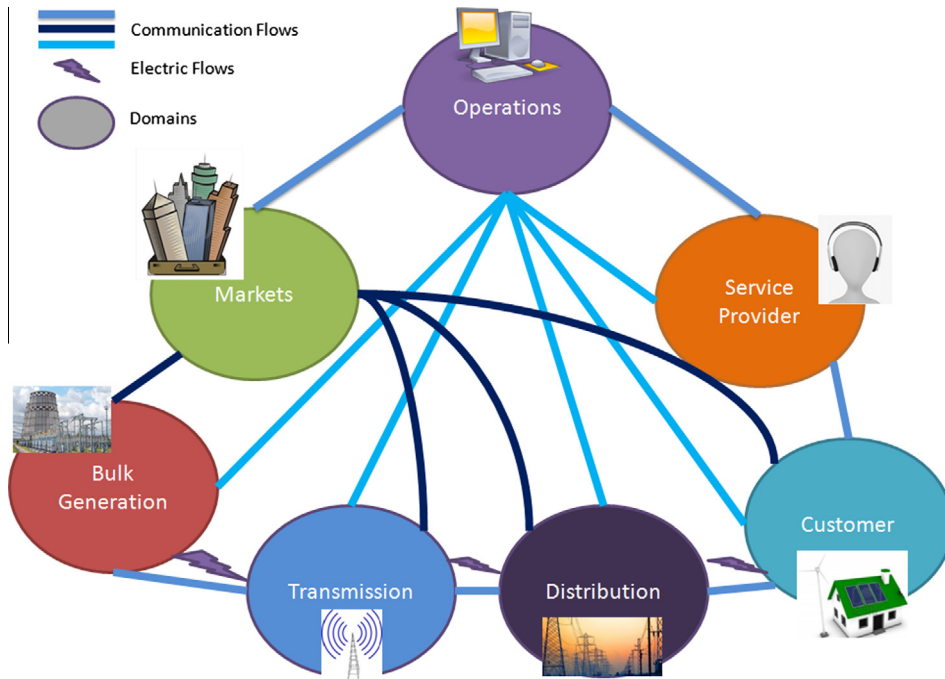 Communication Flows
Electric Flows
Domains
Operations
Markets
Service
Provider
Bulk
Generation
Customer
Transmission
Distribution